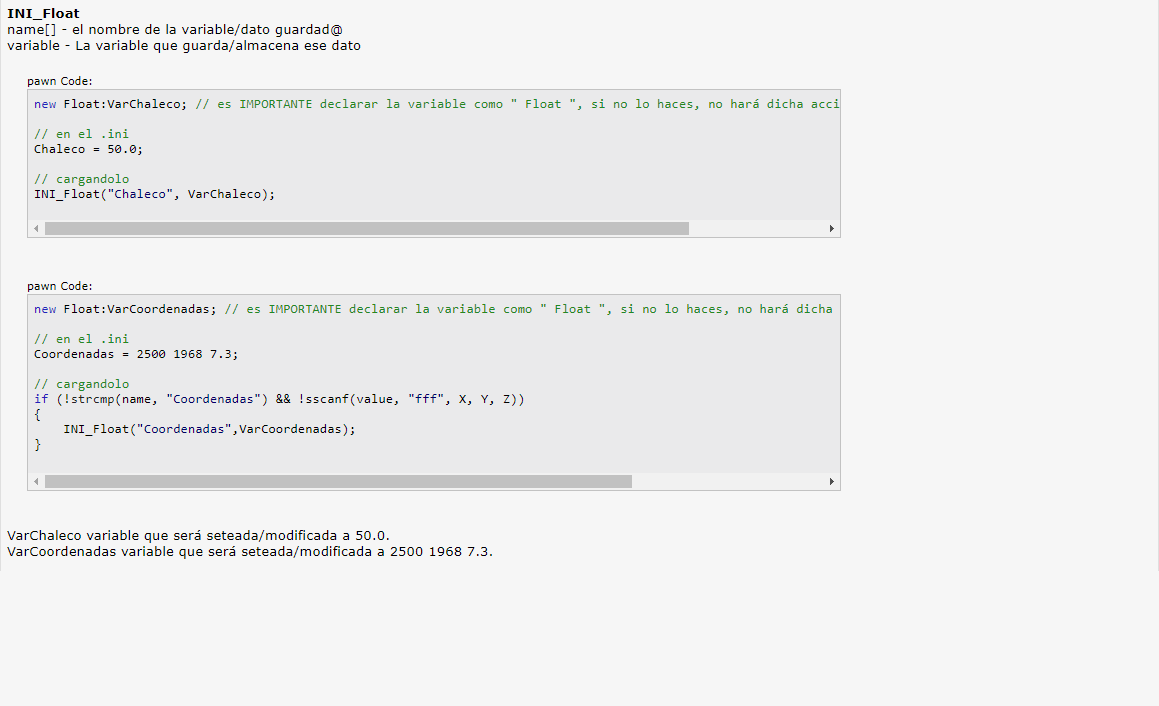 INI_Float
name[] - el nombre de la variable/dato guardad@
variable - La variable que guarda/almacena ese dato
pawn Code:
new Float:VarChaleco; // es IMPORTANTE declarar la variable como " Float ", si no lo haces, no hará dicha acci
// en el .ini
Chaleco = 50.0;
// cargandolo
INI_Float("Chaleco", VarChaleco);
pawn Code:
new Float:VarCoordenadas; // es IMPORTANTE declarar la variable como " Float ", si no lo haces, no hará dicha
// en el .ini
Coordenadas = 2500 1968 7.3;
// cargandolo
if (!strcmp(name, "Coordenadas") && !sscanf(value, "fff", X, Y, Z))
{
INI_Float("Coordenadas",VarCoordenadas);
}
VarChaleco variable que será seteada/modificada a 50.0.
VarCoordenadas variable que será seteada/modificada a 2500 1968 7.3.